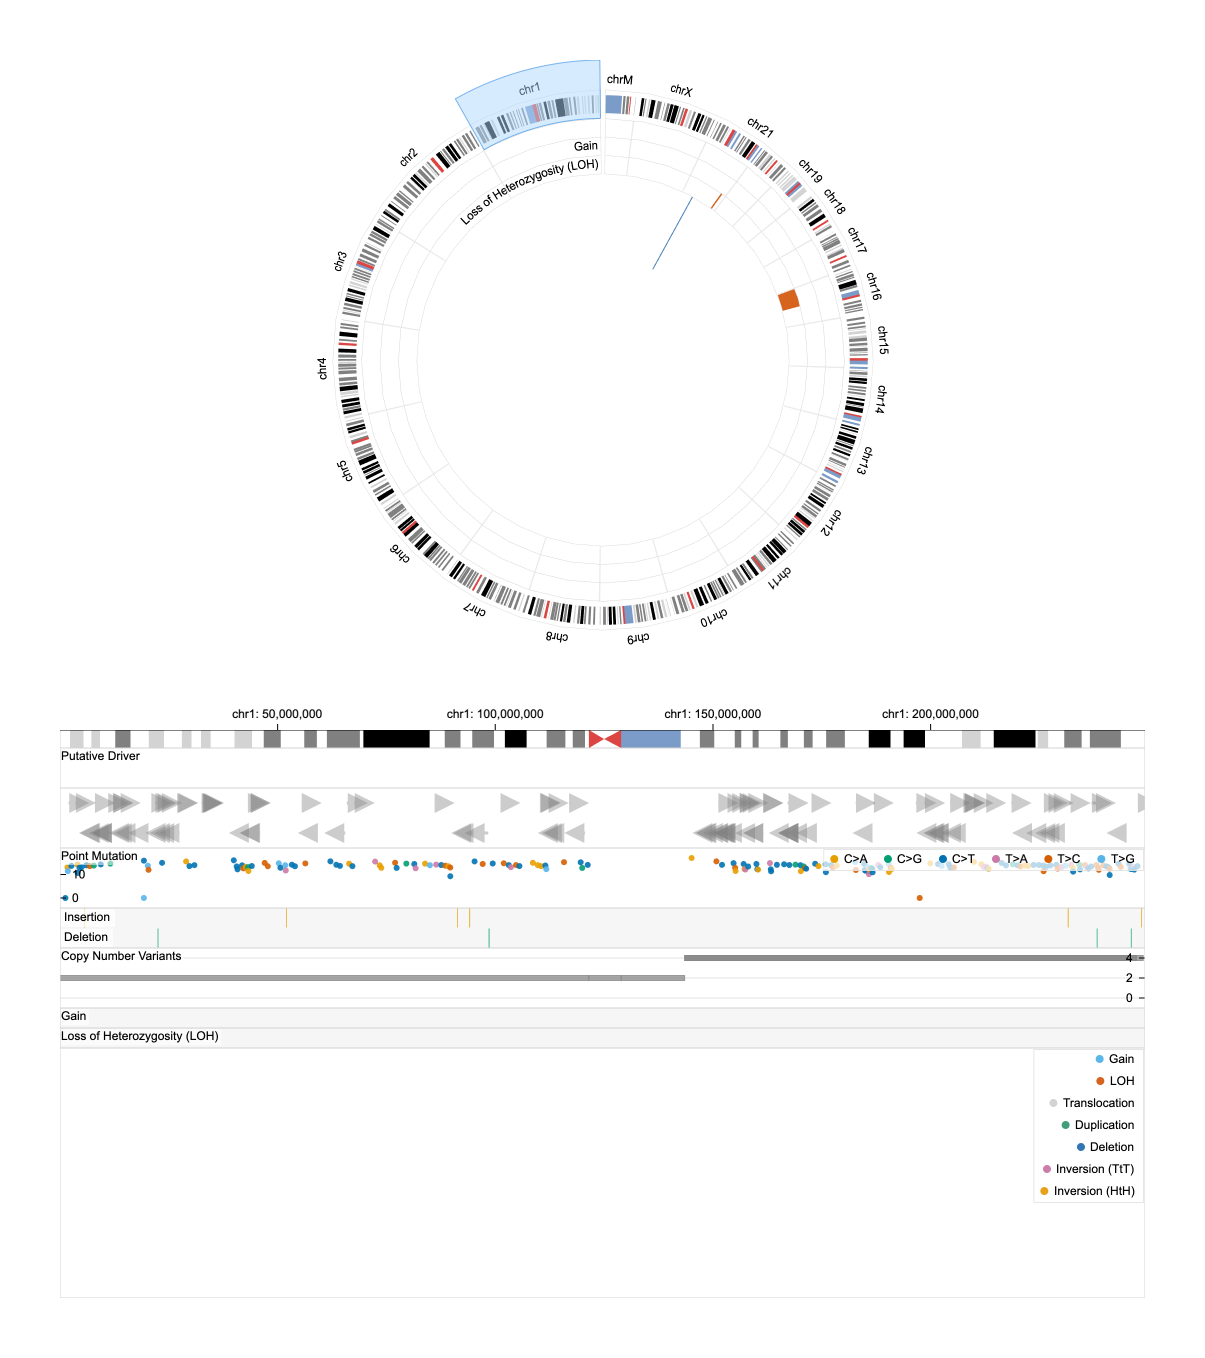 chrM
chrX
chr21
chr19
chr18
chr17
chr16
chr15
chr14
chr13
chr12
chr11
chr10
chr9
chr8
chr7
chr6
chr5
chr4
chr3
chr2
chr1
Gain
Loss of Heterozygosity (LOH)
chr1: 50,000,000 chr1: 100,000,000 chr1: 150,000,000 chr1: 200,000,000
Putative Driver
Point Mutation
C>A C>G C>T T>A T>C T>G
10
0
Insertion
Deletion
Copy Number Variants
4
2
0
Gain
Loss of Heterozygosity (LOH)
Gain
LOH
Translocation
Duplication
Deletion
Inversion (TtT)
Inversion (HtH)